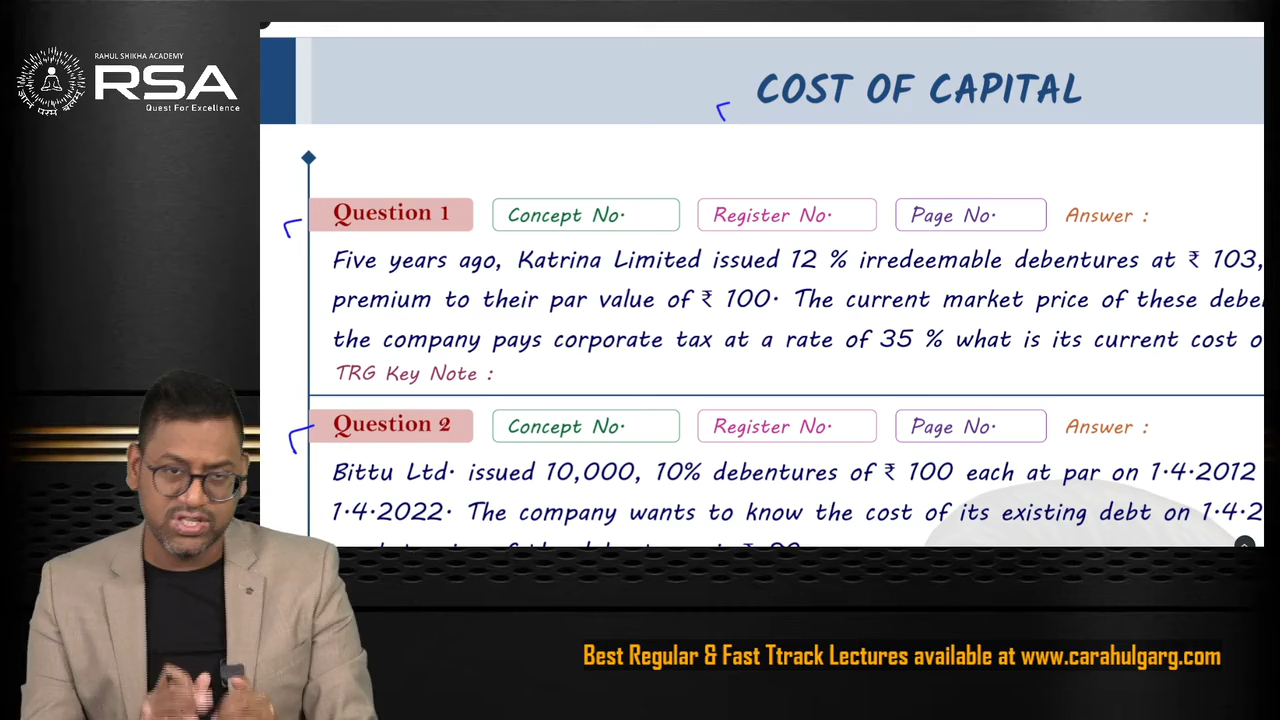 RAHUL SHIKHA ACADEMY
RSA
Quest For Excellence
ज्ञान परमं बलम्
COST OF CAPITAL
Question 1 Concept No. Register No. Page No. Answer :
Five years ago, Katrina Limited issued 12 % irredeemable debentures at ₹ 103,
premium to their par value of ₹ 100. The current market price of these
the company pays corporate tax at a rate of 35 % what is its current cost
TRG Key Note :
Question 2 Concept No. Register No. Page No. Answer :
Bittu Ltd. issued 10,000, 10% debentures of ₹ 100 each at par on 1.4.2012
1.4.2022. The company wants to know the cost of its existing debt on
Best Regular & Fast Ttrack Lectures available at www.carahulgarg.com